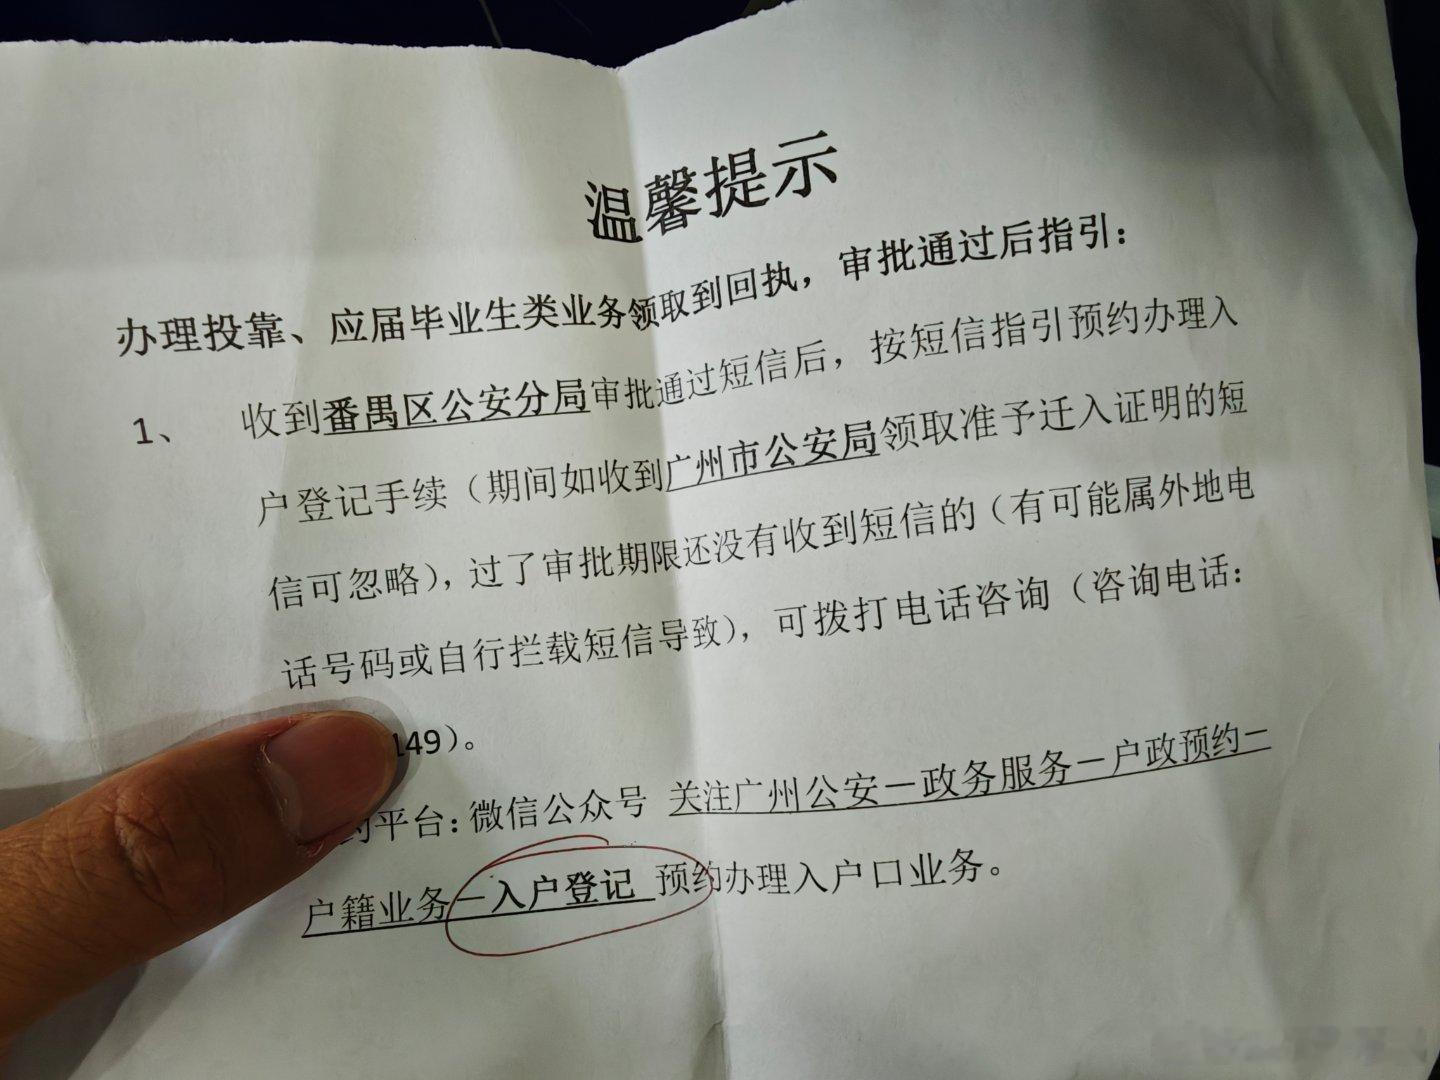 温馨提示
办理投靠、应届毕业生类业务领取到回执，审批通过后指引：
1、 收到番禺区公安分局审批通过短信后，按短信指引预约办理入
户登记手续（期间如收到广州市公安局领取准予迁入证明的短
信可忽略），过了审批期限还没有收到短信的（有可能属外地电
话号码或自行拦载短信导致），可拨打电话咨询（咨询电话：
149）。
平台：微信公众号 关注广州公安－政务服务－户政预约－
户籍业务－入户登记 预约办理入户口业务。